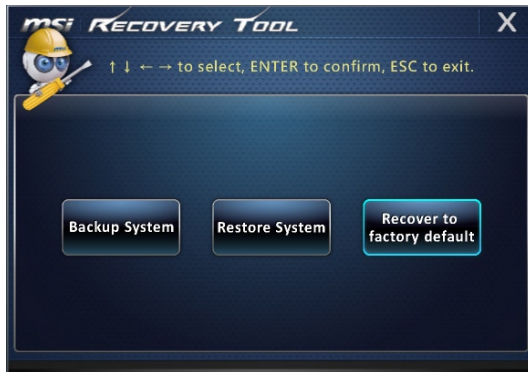 msi RECOVERY TOOL
X
↑ ↓ ← → to select, ENTER to confirm, ESC to exit.
Backup System
Restore System
Recover to
factory default